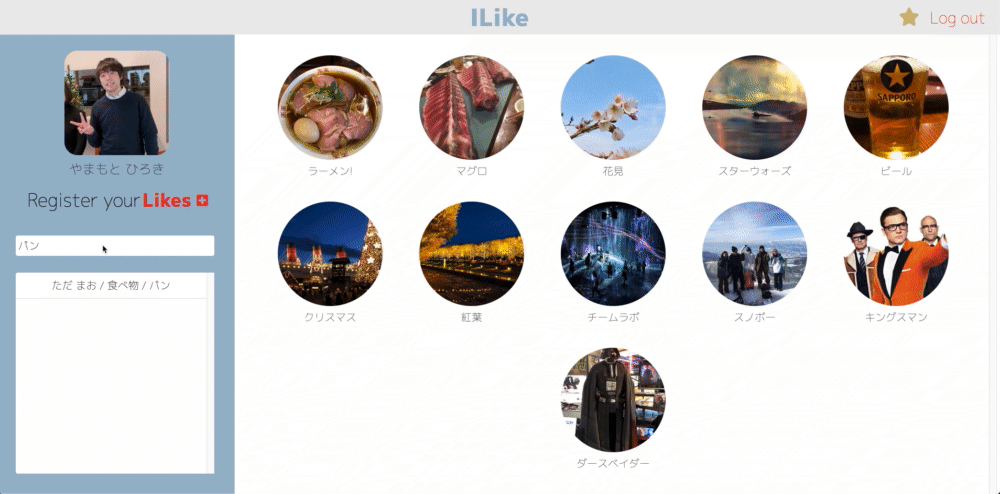 ILike
Log out
やまもと ひろき
Register your Likes
パン
ただ まお / 食べ物 / パン
ラーメン!
マグロ
花見
スターウォーズ
SAPPORO
ビール
クリスマス
紅葉
チームラボ
スノボー
キングスマン
ダースベイダー